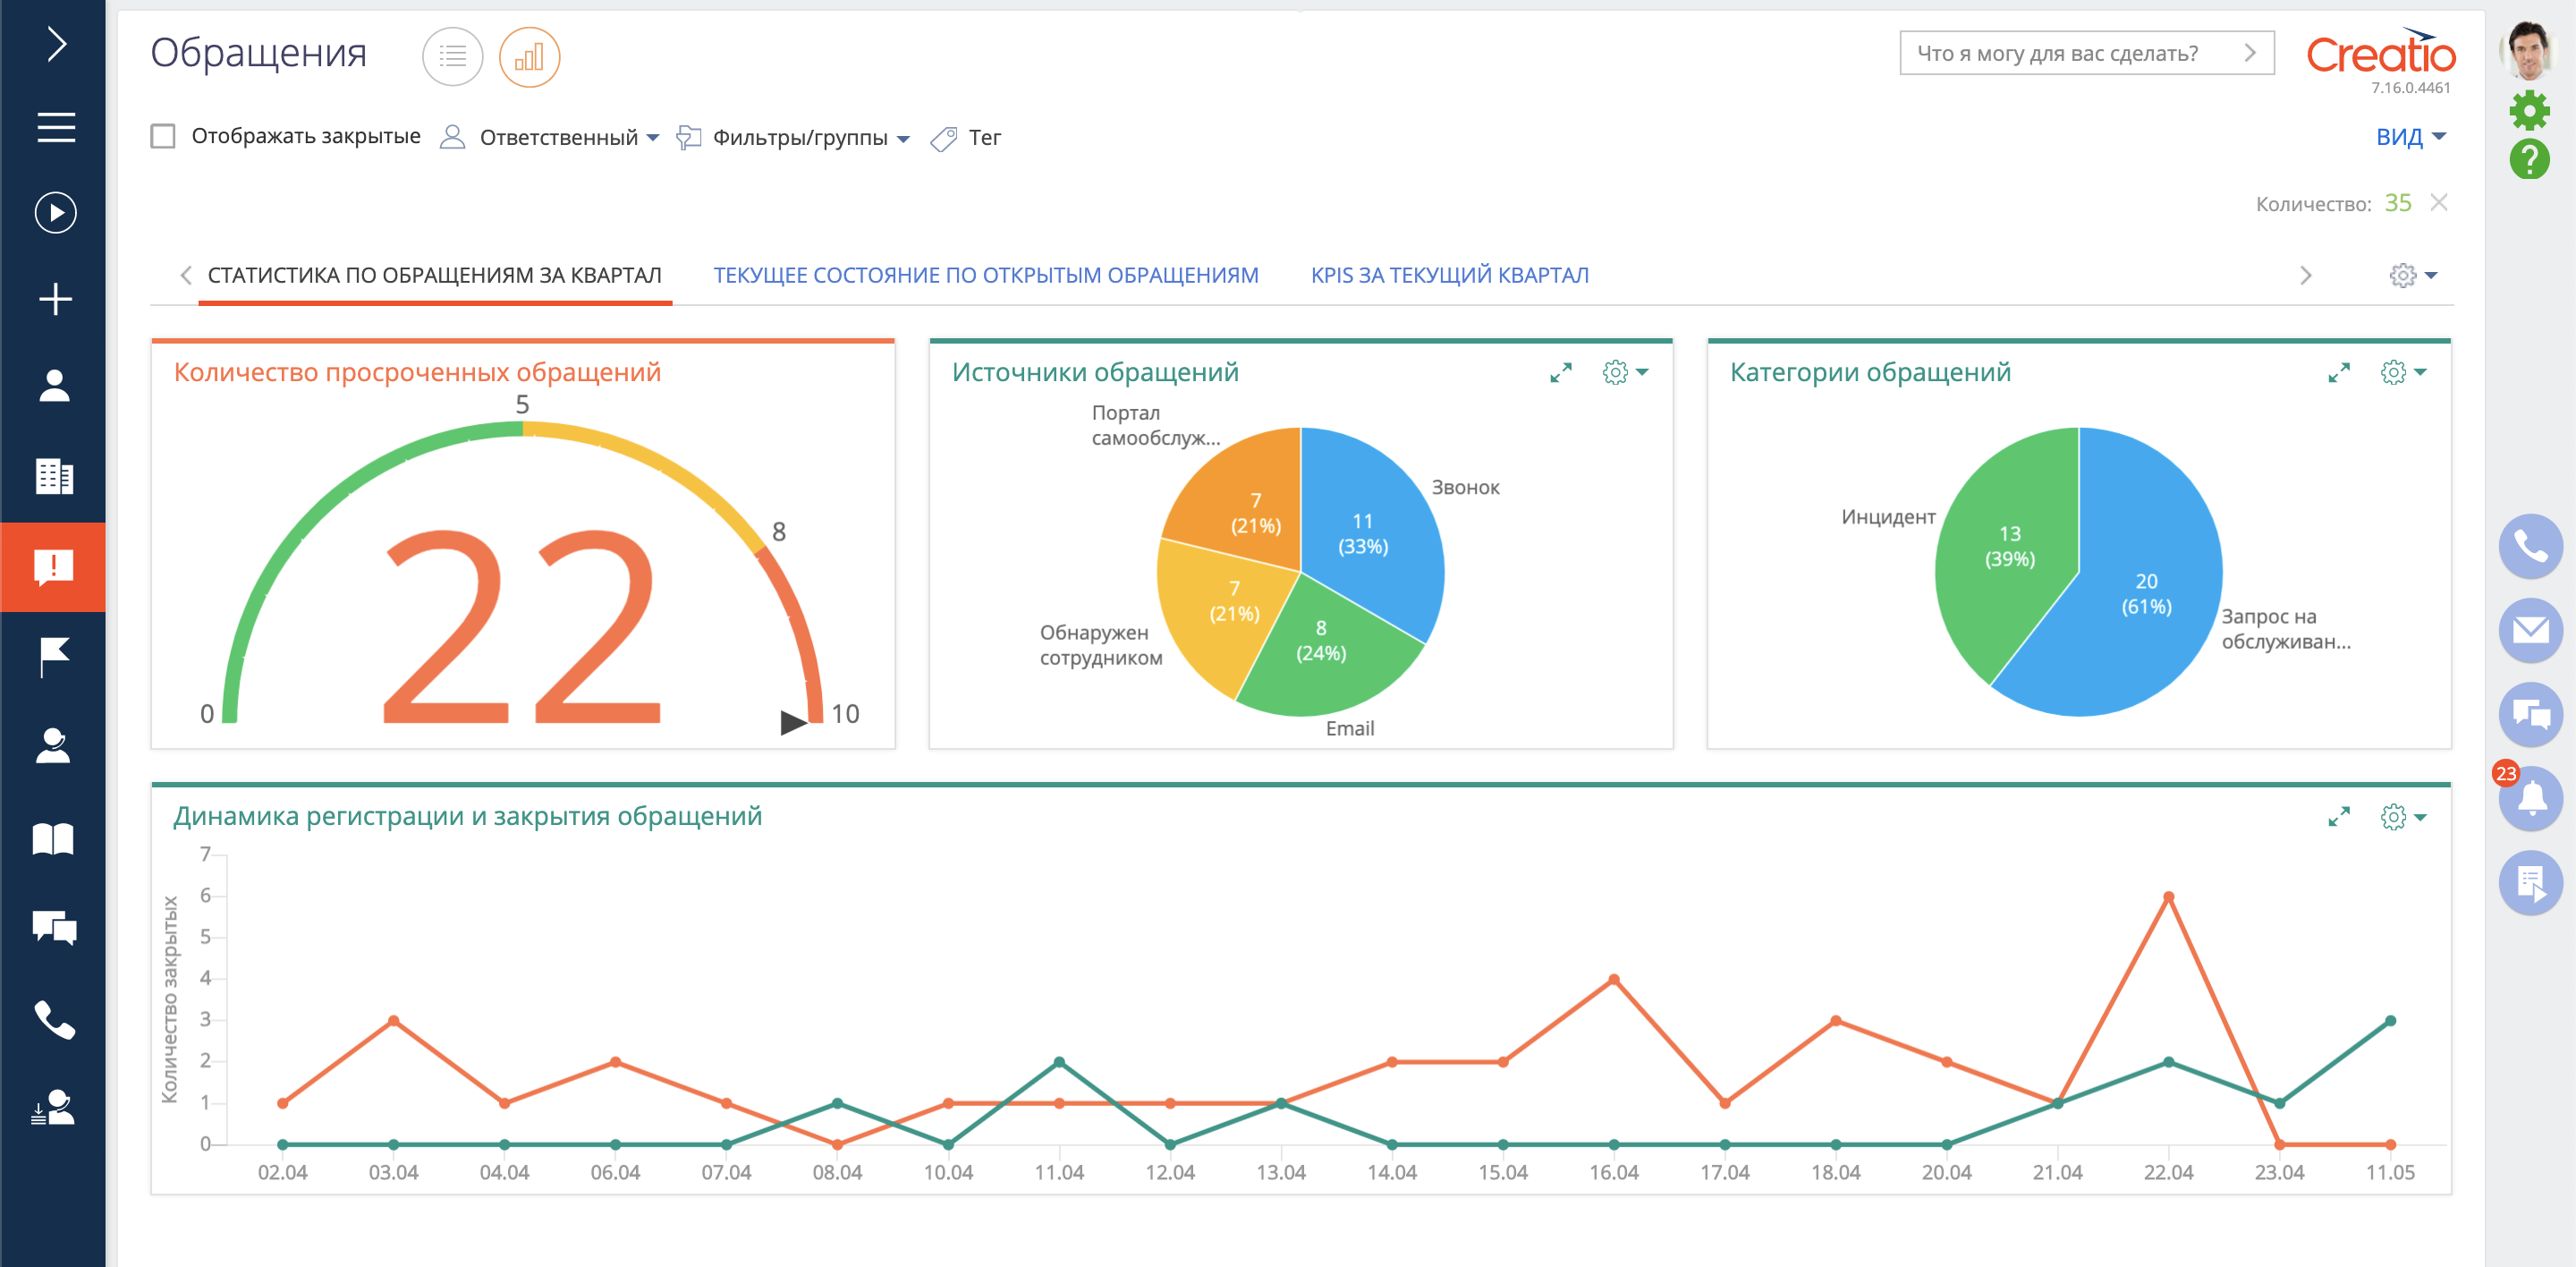 Обращения
Что я могу для вас сделать?
Creatio
7.16.0.4461
Отображать закрытые
Ответственный
Фильтры/группы
Тег
ВИД
Количество: 35
СТАТИСТИКА ПО ОБРАЩЕНИЯМ ЗА КВАРТАЛ
ТЕКУЩЕЕ СОСТОЯНИЕ ПО ОТКРЫТЫМ ОБРАЩЕНИЯМ
KPIS ЗА ТЕКУЩИЙ КВАРТАЛ
Количество просроченных обращений
5
8
22
0
10
Источники обращений
Портал
самообслуж...
Звонок
7
(21%)
11
(33%)
7
(21%)
8
(24%)
Обнаружен
сотрудником
Email
Категории обращений
Инцидент
13
(39%)
20
(61%)
Запрос на
обслуживан...
23
Динамика регистрации и закрытия обращений
Количество закрытых
7
6
5
4
3
2
1
0
02.04 03.04 04.04 06.04 07.04 08.04 10.04 11.04 12.04 13.04 14.04 15.04 16.04 17.04 18.04 20.04 21.04 22.04 23.04 11.05